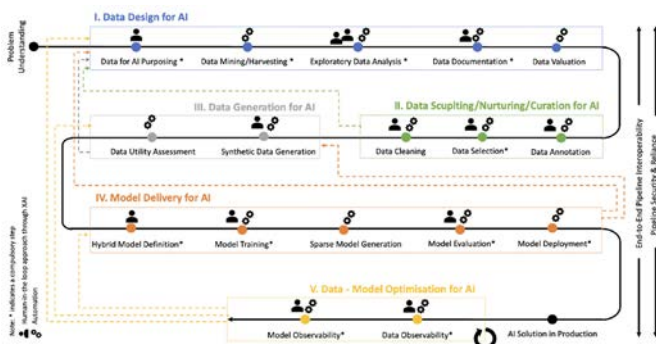 I. Data Design for AI
Problem
Understanding
Data for AI Purposing *
Data Mining/Harvesting *
Exploratory Data Analysis *
Data Documentation *
Data Valuation
III. Data Generation for AI
II. Data Scuplting/Nurturing/Curation for AI
Data Utility Assessment
Synthetic Data Generation
Data Cleaning
Data Selection*
Data Annotation
IV. Model Delivery for AI
Hybrid Model Definition*
Model Training*
Sparse Model Generation
Model Evaluation*
Model Deployment*
V. Data - Model Optimisation for AI
Model Observability*
Data Observability*
AI Solution in Production
End-to-End Pipeline Interoperability
Pipeline Security & Reliance
Note: * indicates a compulsory step
Human-in the loop approach through XAI
Automation